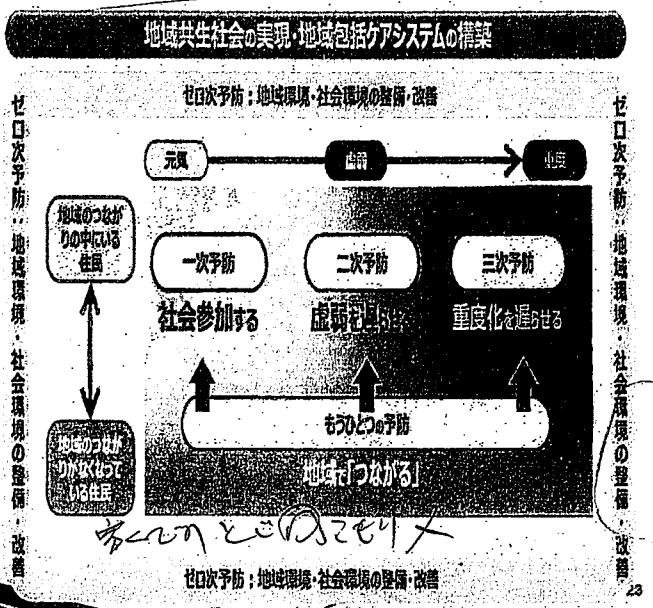 地域共生社会の実現・地域包括ケアシステムの構築
ゼロ次予防：地域環境・社会環境の整備・改善
ゼロ次予防：地域環境・社会環境の整備・改善
ゼロ次予防：地域環境・社会環境の整備・改善
元気
虚弱
重度
地域のつなが
りの中にいる
住民
一次予防
二次予防
三次予防
社会参加する
虚弱を遅らせ
重度化を遅らせる
もうひとつの予防
地域で「つながる」
地域のつなが
りがなくなって
いる住民
ゼロ次予防：地域環境・社会環境の整備・改善
23